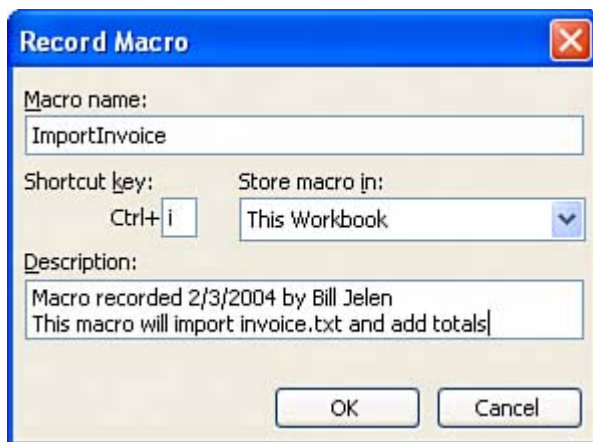 Record Macro
Macro name:
ImportInvoice
Shortcut key: Store macro in:
Ctrl+ i This Workbook
Description:
Macro recorded 2/3/2004 by Bill Jelen
This macro will import invoice.txt and add totals
OK Cancel